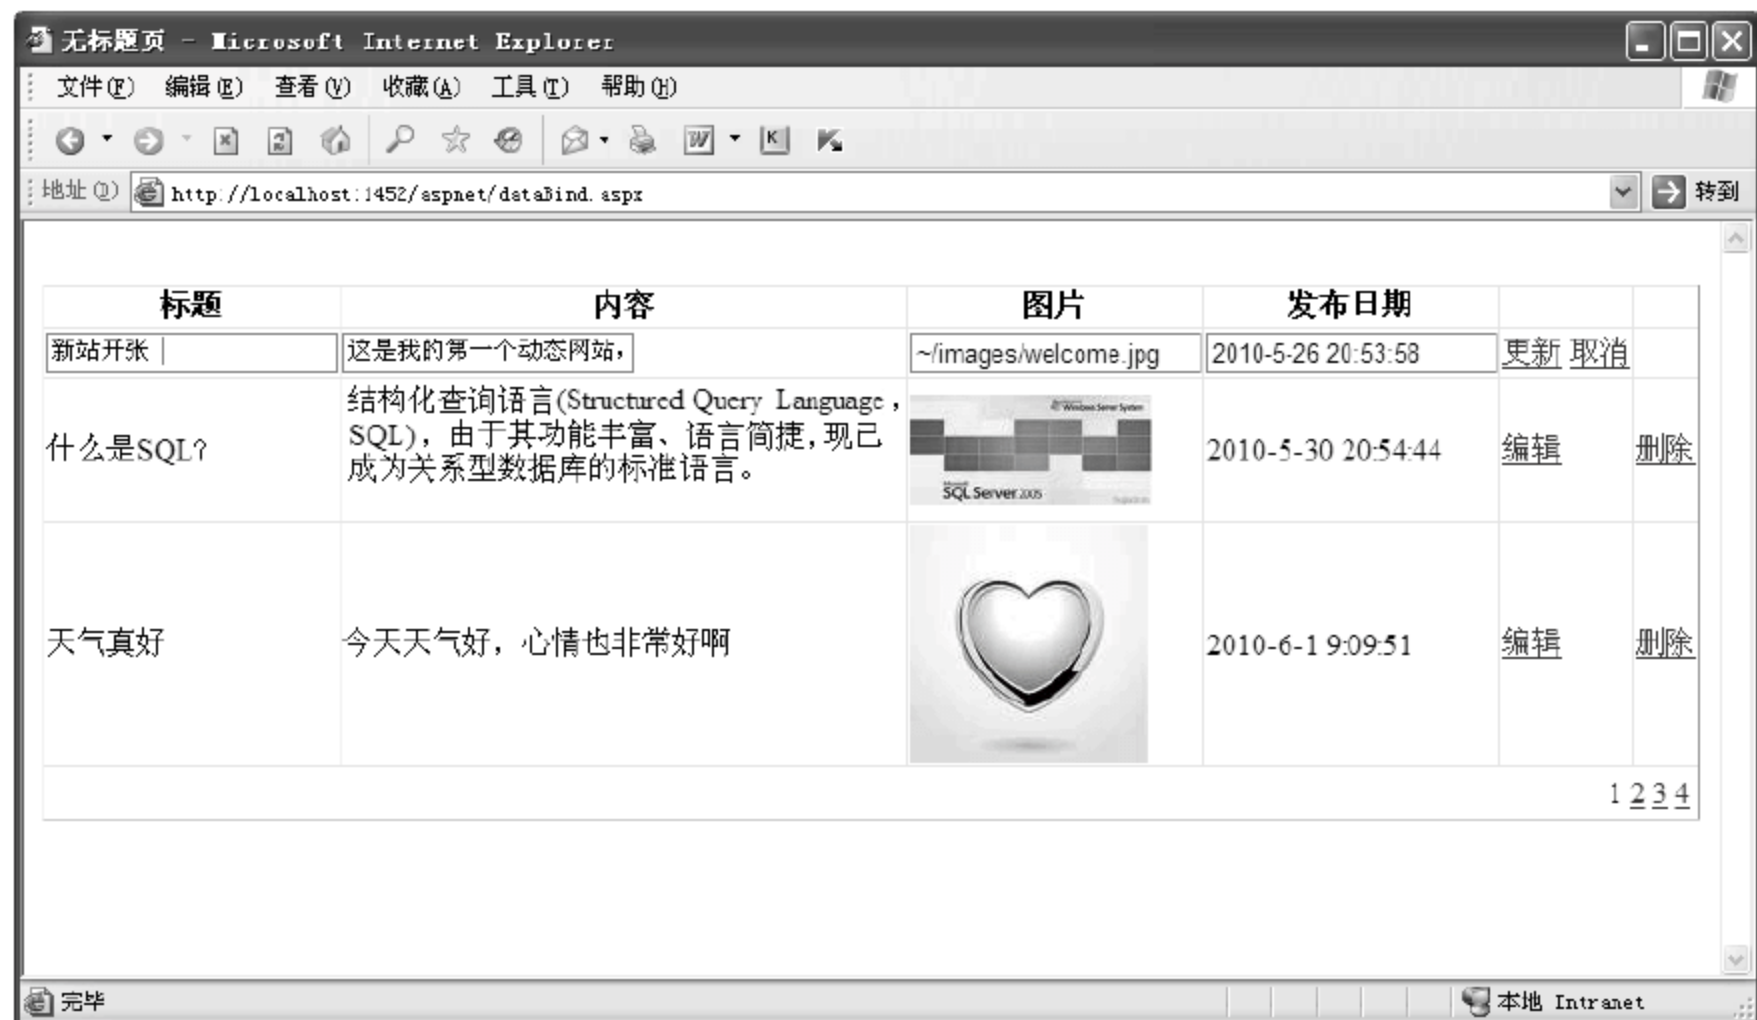 无标题页 - Microsoft Internet Explorer
文件(F) 编辑(E) 查看(V) 收藏(A) 工具(T) 帮助(H)
地址(D) http://localhost:1452/aspnet/dataBind.aspx 转到
标题 内容 图片 发布日期
新站开张 这是我的第一个动态网站, ~/images/welcome.jpg 2010-5-26 20:53:58 更新 取消
结构化查询语言(Structured Query Language,
SQL),由于其功能丰富、语言简捷,现已
成为关系型数据库的标准语言。
什么是SQL?
Windows Server System
SQL Server 2005
2010-5-30 20:54:44 编辑 删除
天气真好 今天天气好,心情也非常好啊 2010-6-1 9:09:51 编辑 删除
1 2 3 4
完毕 本地 Intranet